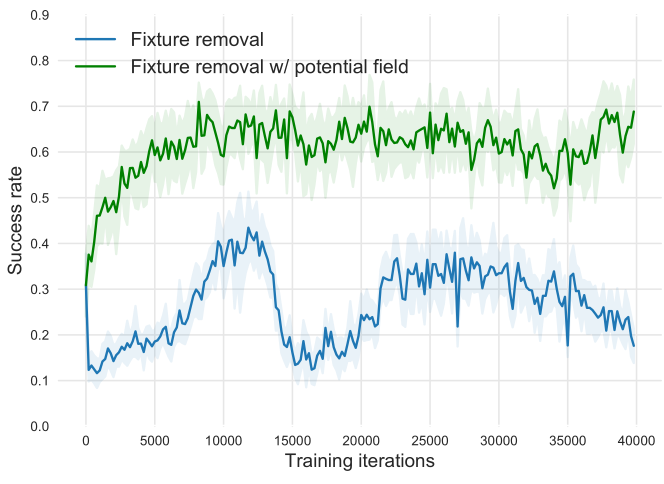 0.9
Fixture removal
0.8
Fixture removal w/ potential field
0.7
0.6
0.5
Success rate
0.4
0.3
0.2
0.1
0.0
0 5000 10000 15000 20000 25000 30000 35000 40000
Training iterations